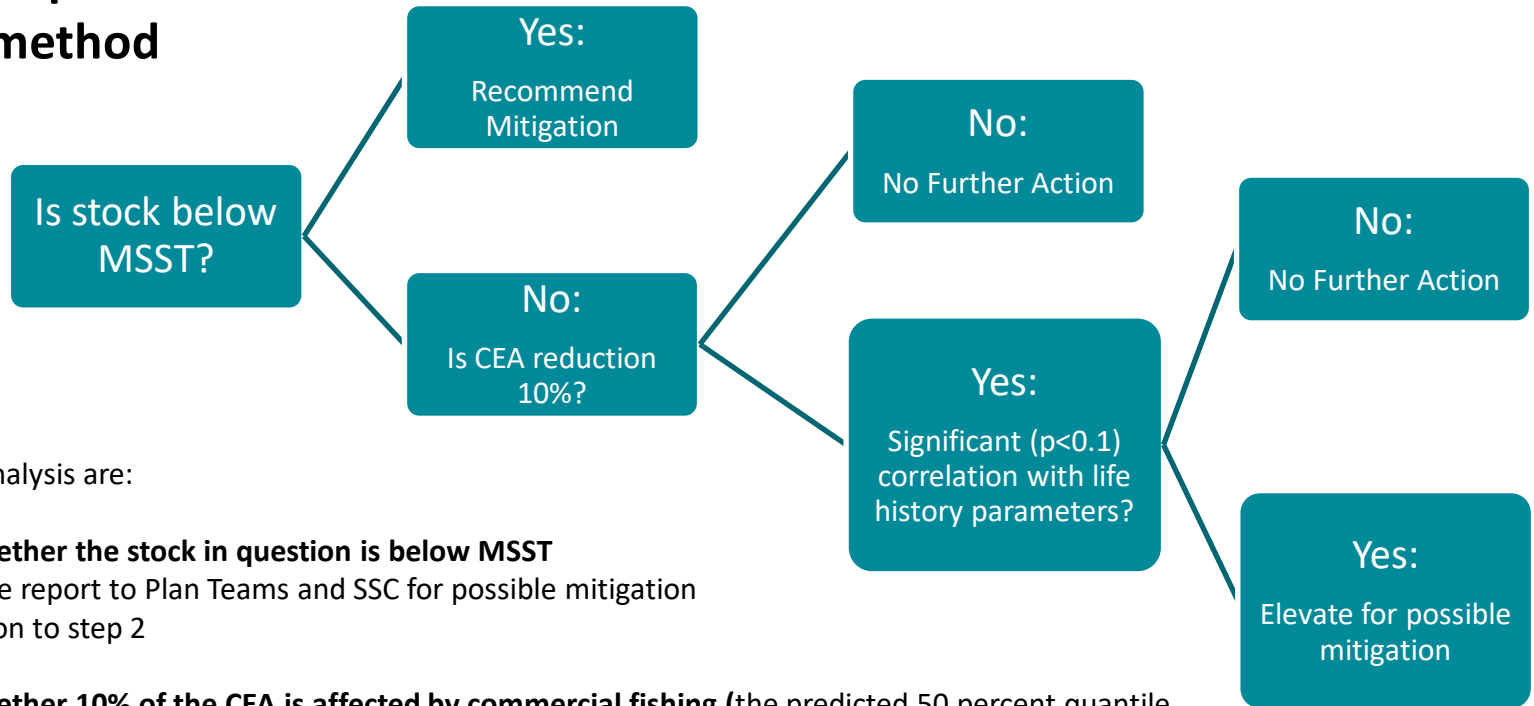 method
Is stock below
MSST?
Yes:
Recommend
Mitigation
No:
Is CEA reduction
10%?
No:
No Further Action
Yes:
Significant (p<0.1)
correlation with life
history parameters?
No:
No Further Action
Yes:
Elevate for possible
mitigation
nalysis are:
ether the stock in question is below MSST
e report to Plan Teams and SSC for possible mitigation
on to step 2
ether 10% of the CEA is affected by commercial fishing (the predicted 50 percent quantile